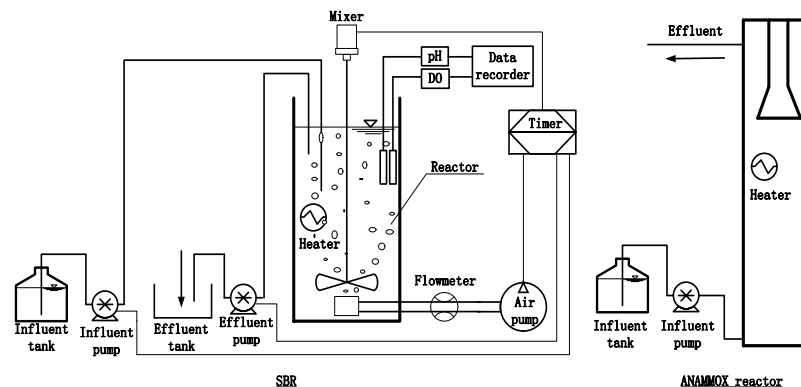 Mixer
pH
DO
Data
recorder
Timer
Reactor
Heater
Flowmeter
Air
pump
Influent
tank
Influent
pump
Effluent
tank
Effluent
pump
SBR
Effluent
Heater
Influent
tank
Influent
pump
ANAMMOX reactor